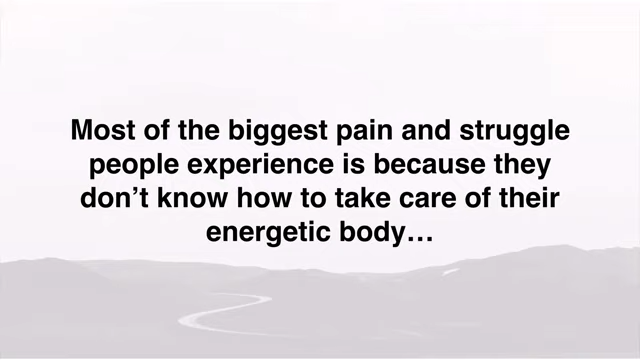 Most of the biggest pain and struggle
people experience is because they
don’t know how to take care of their
energetic body…